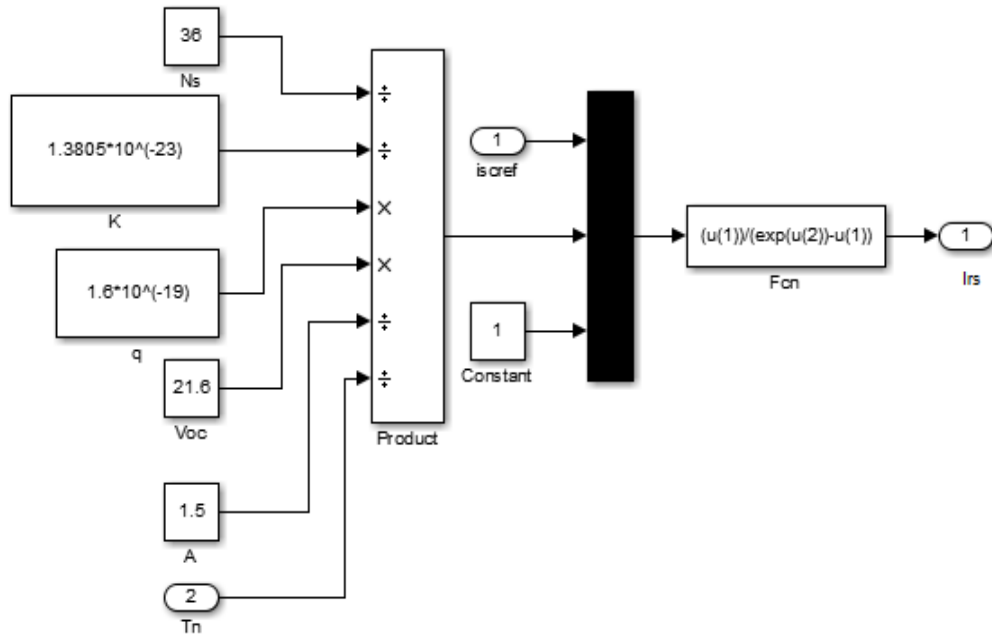 36
Ns
1.3805*10^(-23)
K
1.6*10^(-19)
q
21.6
Voc
1.5
A
2
Tn
÷
÷
×
×
÷
÷
Product
1
iscref
1
Constant
(u(1))/(exp(u(2))-u(1))
Fcn
1
Irs